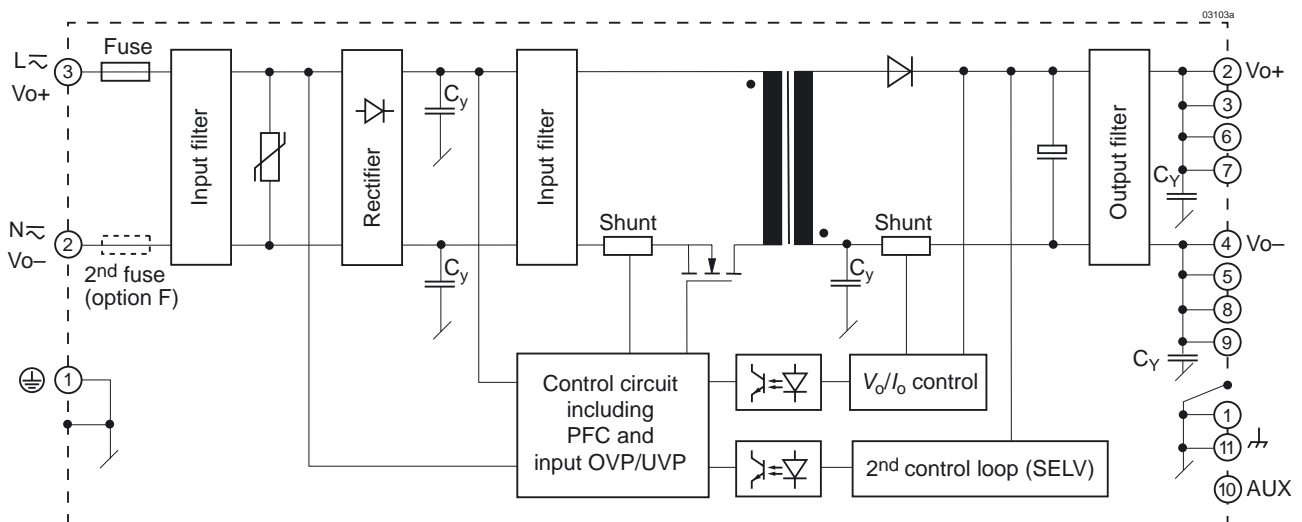 03103a
L
Fuse
3
Vo+
Input filter
Rectifier
Cy
Input filter
2
Vo+
3
6
7
CY
Output filter
N
2
Vo–
2nd fuse
(option F)
Cy
Shunt
Cy
Shunt
4
Vo–
5
8
9
CY
1
Control circuit
including
PFC and
input OVP/UVP
Vo/Io control
2nd control loop (SELV)
1
11
10
AUX